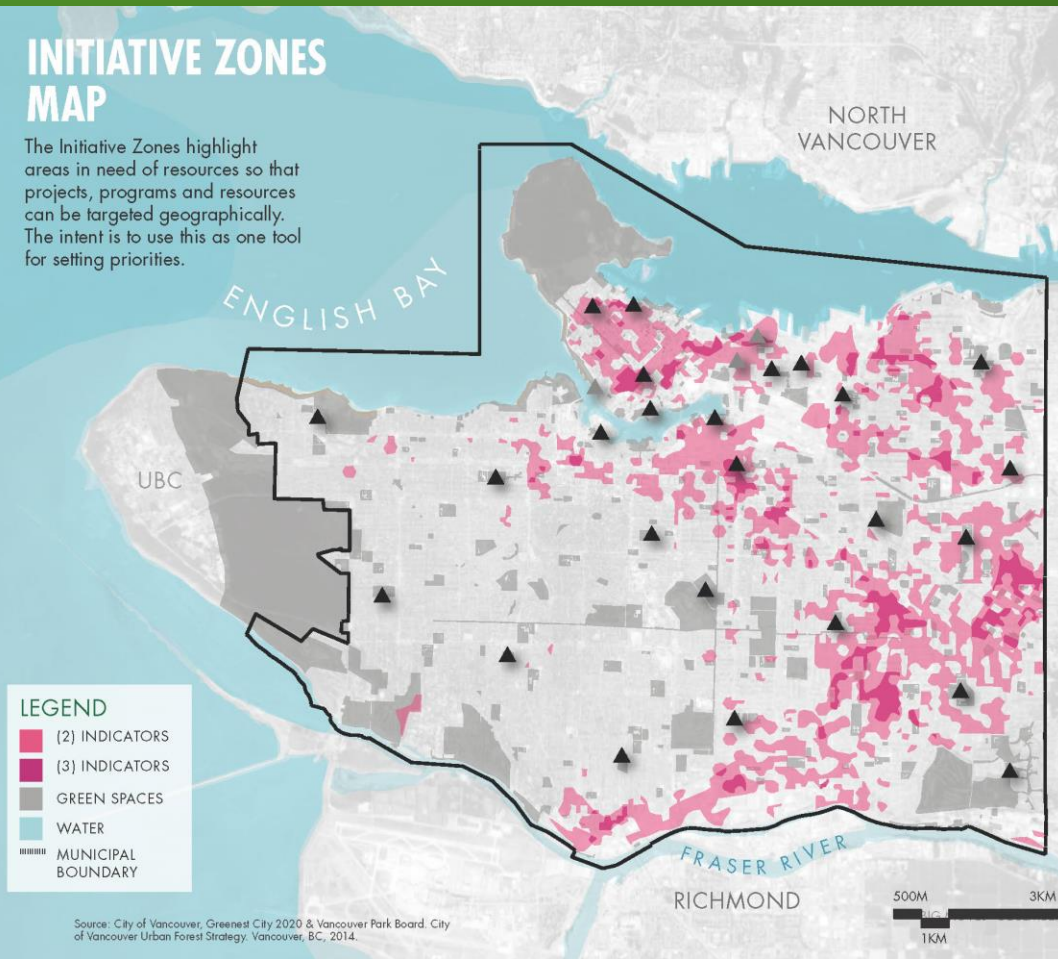 INITIATIVE ZONES
MAP
The Initiative Zones highlight
areas in need of resources so that
projects, programs and resources
can be targeted geographically.
The intent is to use this as one tool
for setting priorities.
NORTH
VANCOUVER
ENGLISH BAY
UBC
LEGEND
(2) INDICATORS
(3) INDICATORS
GREEN SPACES
WATER
MUNICIPAL
BOUNDARY
FRASER RIVER
RICHMOND
500M
3KM
1KM
Source: City of Vancouver, Greenest City 2020 & Vancouver Park Board. City
of Vancouver Urban Forest Strategy. Vancouver, BC, 2014.